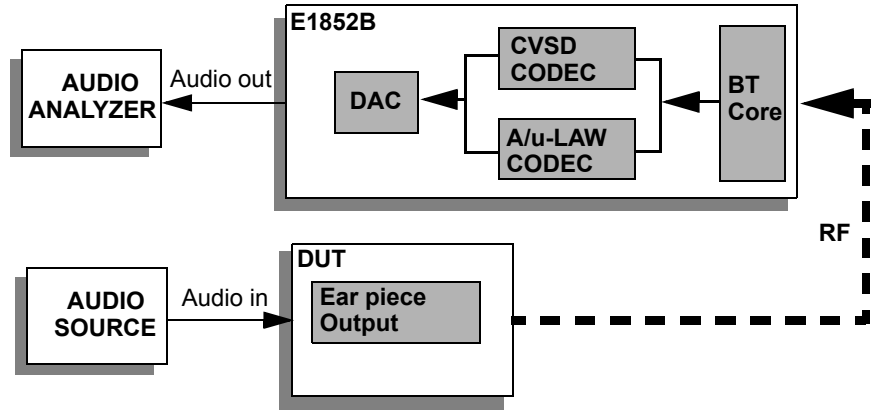 E1852B
AUDIO
ANALYZER
Audio out
DAC
CVSD
CODEC
A/u-LAW
CODEC
BT
Core
RF
AUDIO
SOURCE
Audio in
DUT
Ear piece
Output